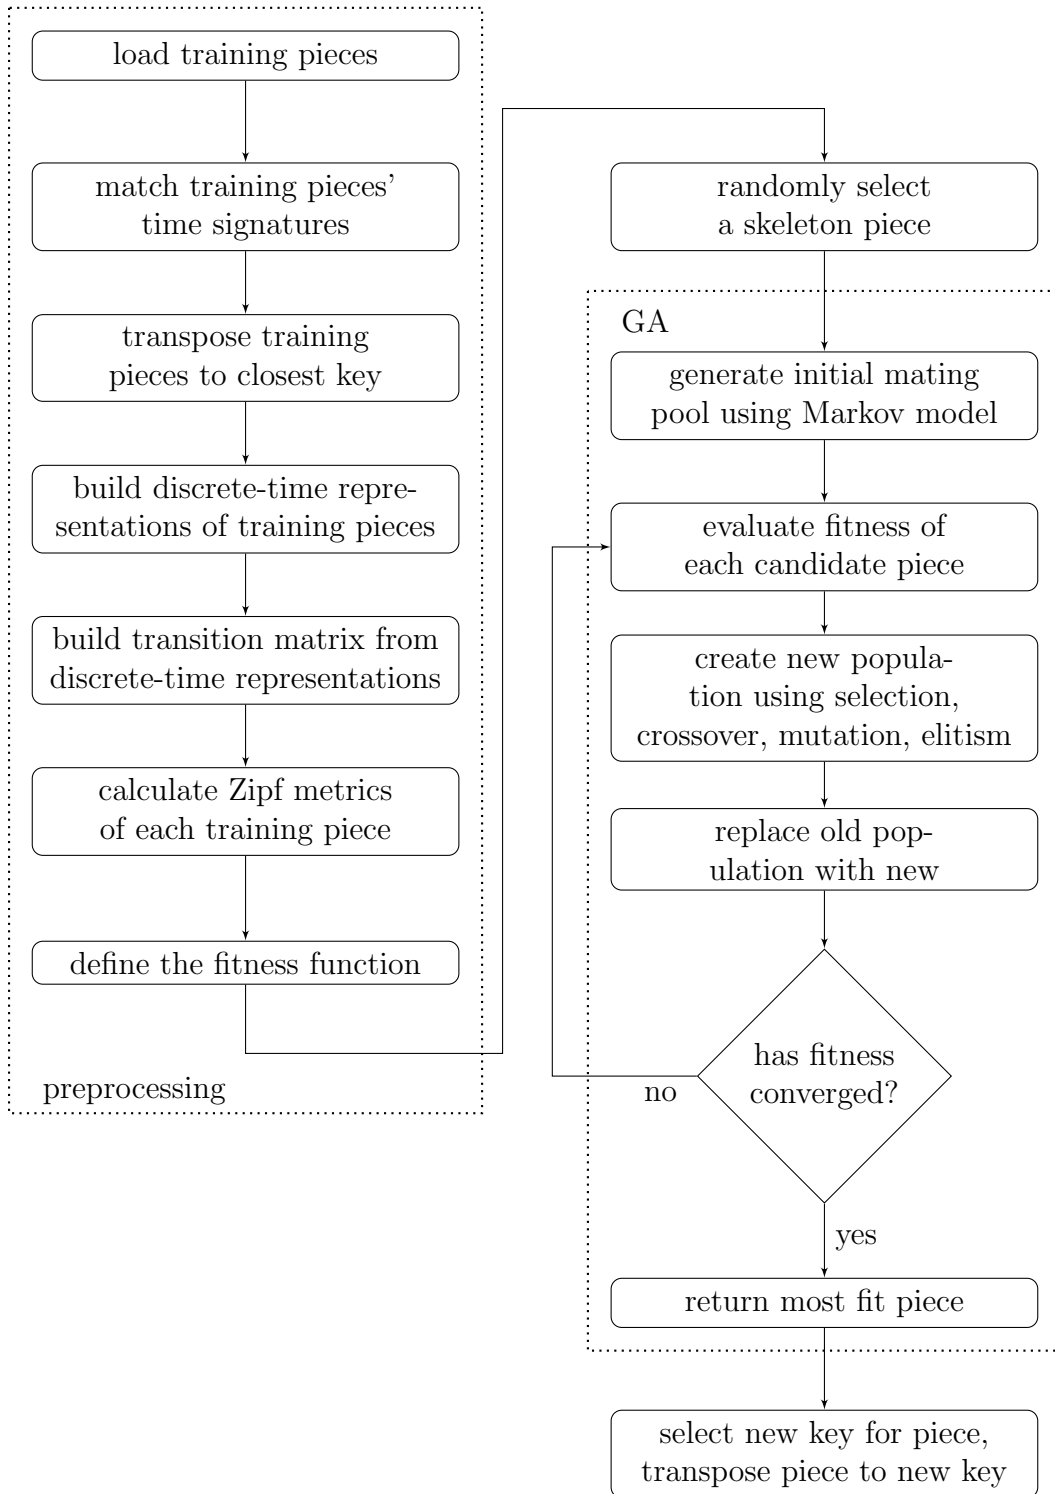 load training pieces
match training pieces’
time signatures
transpose training
pieces to closest key
build discrete-time repre-
sentations of training pieces
build transition matrix from
discrete-time representations
calculate Zipf metrics
of each training piece
define the fitness function
preprocessing
randomly select
a skeleton piece
GA
generate initial mating
pool using Markov model
evaluate fitness of
each candidate piece
create new popula-
tion using selection,
crossover, mutation, elitism
replace old pop-
ulation with new
has fitness
converged?
no
yes
return most fit piece
select new key for piece,
transpose piece to new key